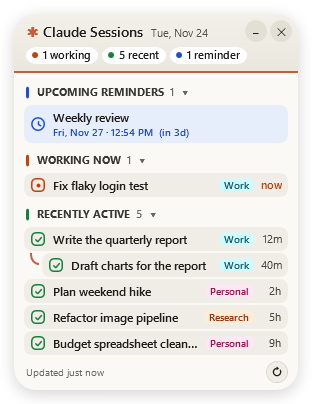 Claude Sessions Tue, Nov 24
1 working 5 recent 1 reminder
UPCOMING REMINDERS 1
Weekly review
Fri, Nov 27 · 12:54 PM (in 3d)
WORKING NOW 1
Fix flaky login test Work now
RECENTLY ACTIVE 5
Write the quarterly report Work 12m
Draft charts for the report Work 40m
Plan weekend hike Personal 2h
Refactor image pipeline Research 5h
Budget spreadsheet clean... Personal 9h
Updated just now